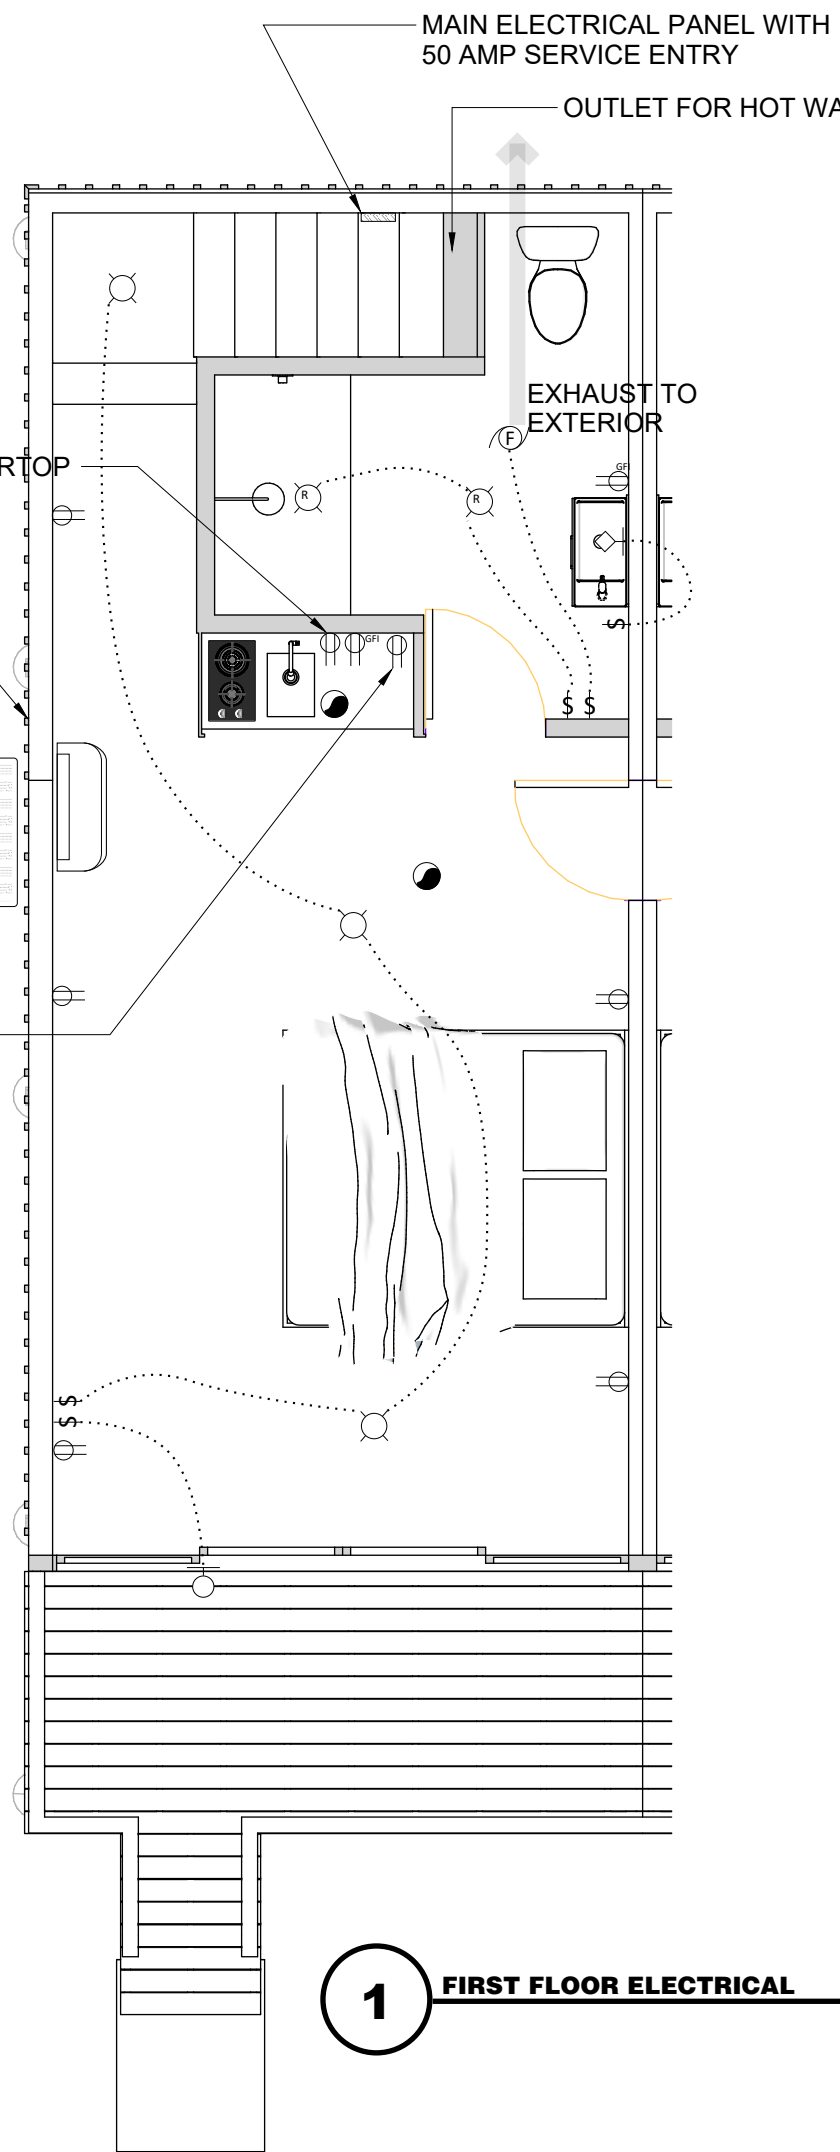 MAIN ELECTRICAL PANEL WITH
50 AMP SERVICE ENTRY
OUTLET FOR HOT WA
EXHAUST TO
EXTERIOR
F
GFI
RTOP
R
R
S
GFI
S S
S
S
1
FIRST FLOOR ELECTRICAL